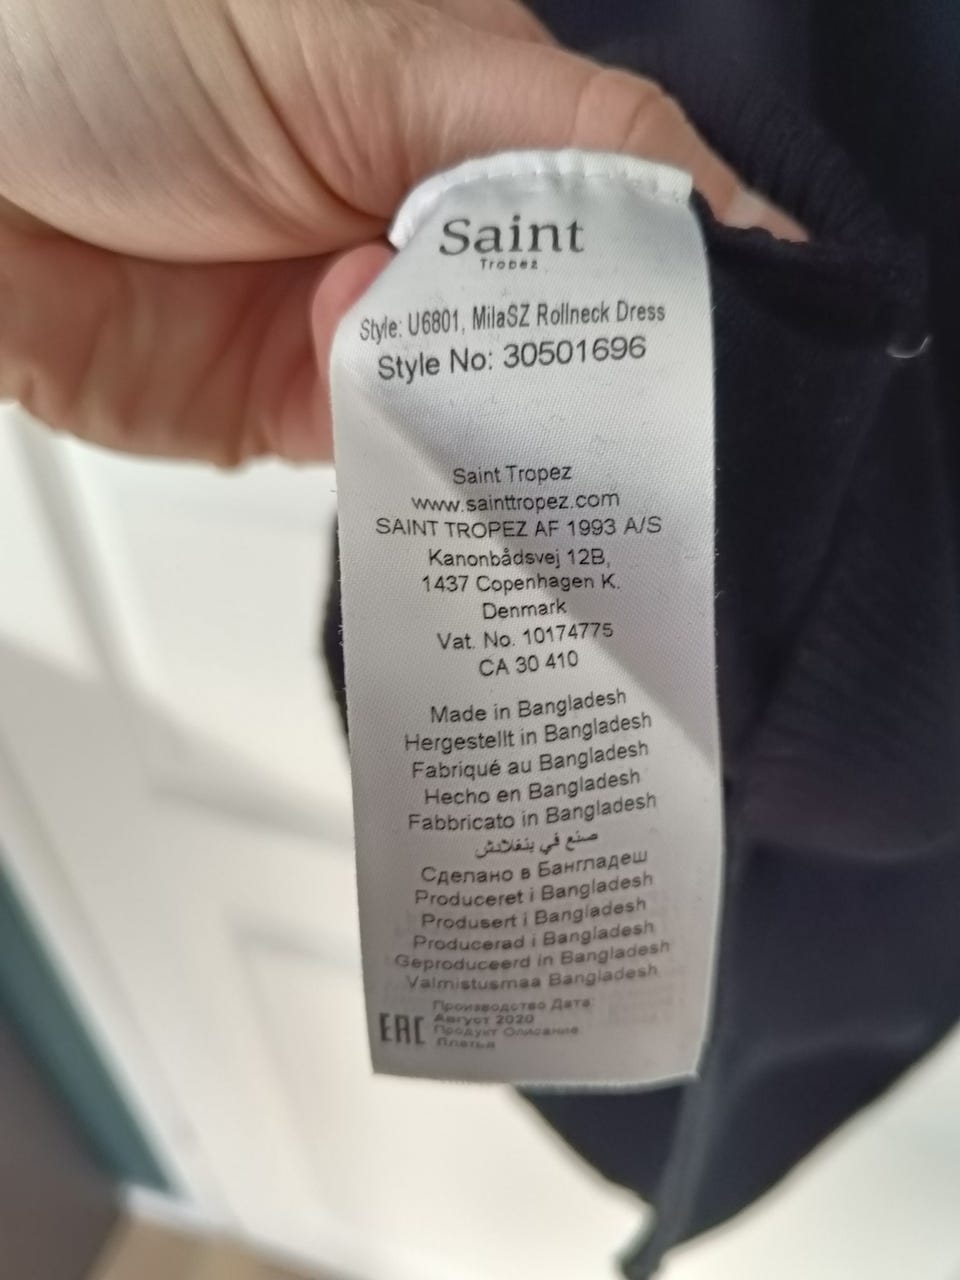 Saint
Tropez
Style: U6801, MilaSZ Rollneck Dress
Style No: 30501696
Saint Tropez
www.sainttropez.com
SAINT TROPEZ AF 1993 A/S
Kanonbådsvej 12B,
1437 Copenhagen K.
Denmark
Vat. No. 10174775
CA 30 410
Made in Bangladesh
Hergestellt in Bangladesh
Fabriqué au Bangladesh
Hecho en Bangladesh
Fabbricato in Bangladesh
صنع في بنغلادش
Сделано в Бангладеш
Produceret i Bangladesh
Produsert i Bangladesh
Producerad i Bangladesh
Geproduceerd in Bangladesh
Valmistusmaa Bangladesh
EAC
Производство Дата:
Август 2020
Продукт Описание
Платья